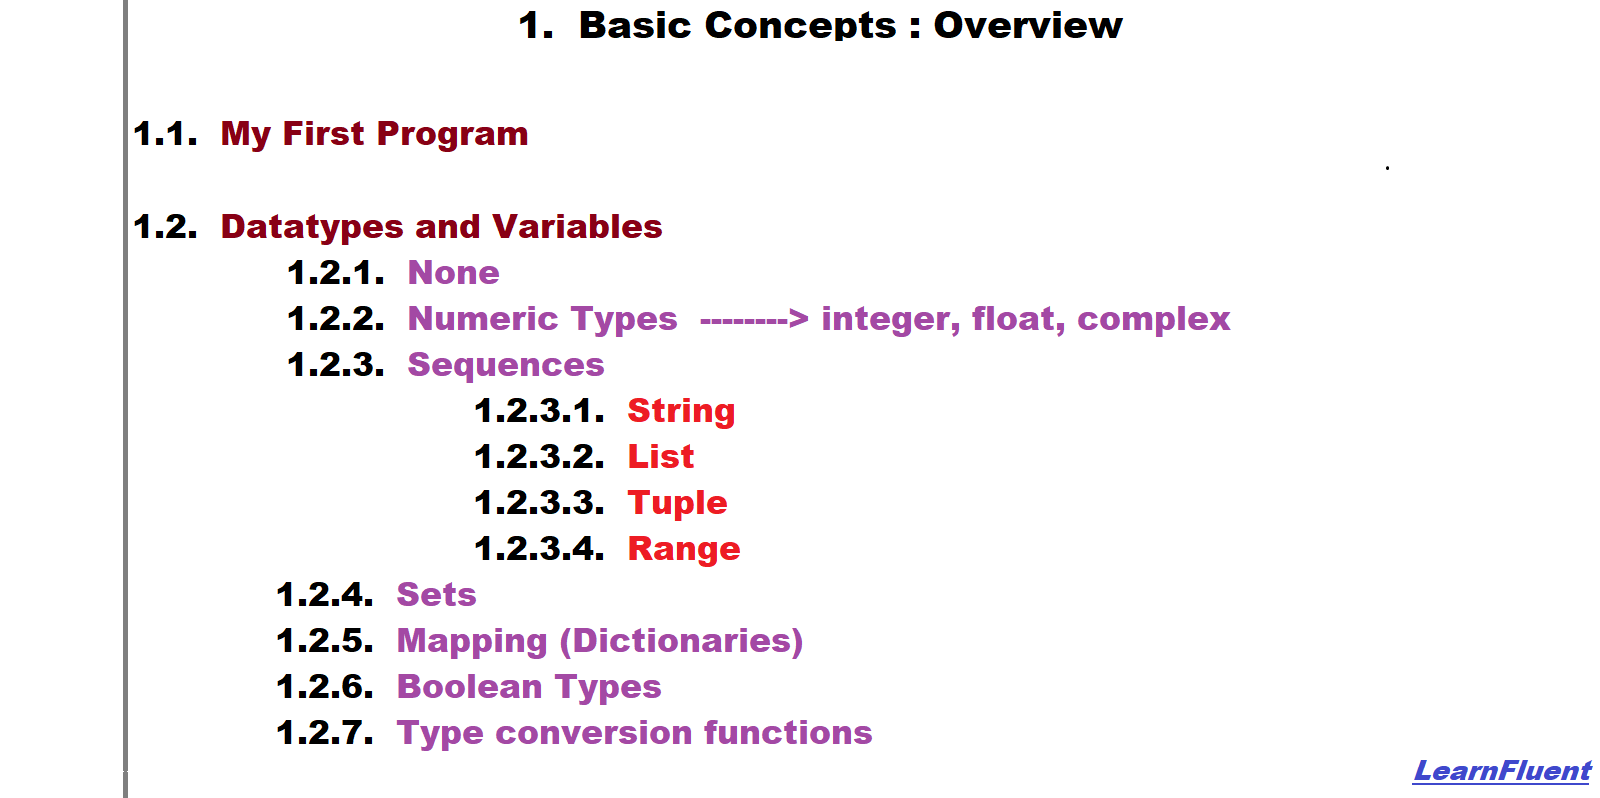 1. Basic Concepts : Overview
1.1. My First Program
1.2. Datatypes and Variables
1.2.1. None
1.2.2. Numeric Types --------> integer, float, complex
1.2.3. Sequences
1.2.3.1. String
1.2.3.2. List
1.2.3.3. Tuple
1.2.3.4. Range
1.2.4. Sets
1.2.5. Mapping (Dictionaries)
1.2.6. Boolean Types
1.2.7. Type conversion functions
LearnFluent